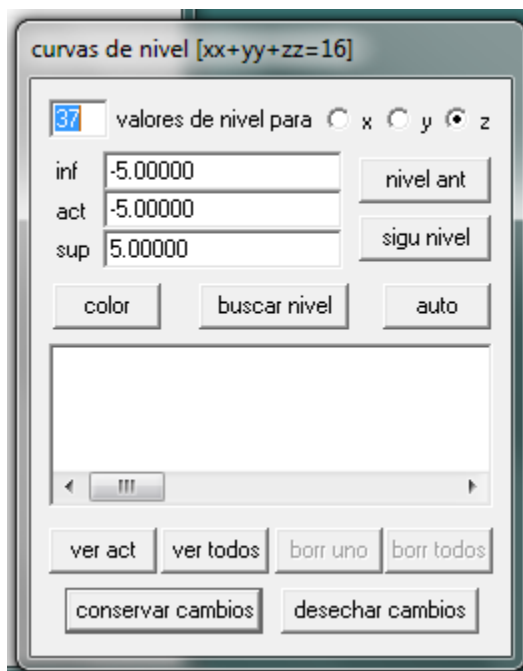 curvas de nivel [xx+yy+zz=16]
37 valores de nivel para x y z
inf -5.00000
nivel ant
act -5.00000
sup 5.00000
sigu nivel
color buscar nivel auto
ver act ver todos borr uno borr todos
conservar cambios desechar cambios